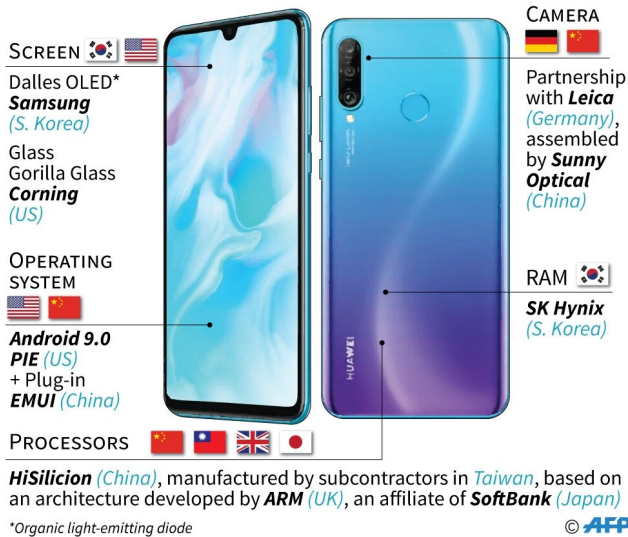 SCREEN
Dalles OLED*
Samsung
(S. Korea)
Glass
Gorilla Glass
Corning
(US)
OPERATING
SYSTEM
Android 9.0
PIE (US)
+ Plug-in
EMUI (China)
CAMERA
Partnership
with Leica
(Germany),
assembled
by Sunny
Optical
(China)
RAM
SK Hynix
(S. Korea)
HUAWEI
PROCESSORS
HiSilicion (China), manufactured by subcontractors in Taiwan, based on
an architecture developed by ARM (UK), an affiliate of SoftBank (Japan)
*Organic light-emitting diode
© AFP